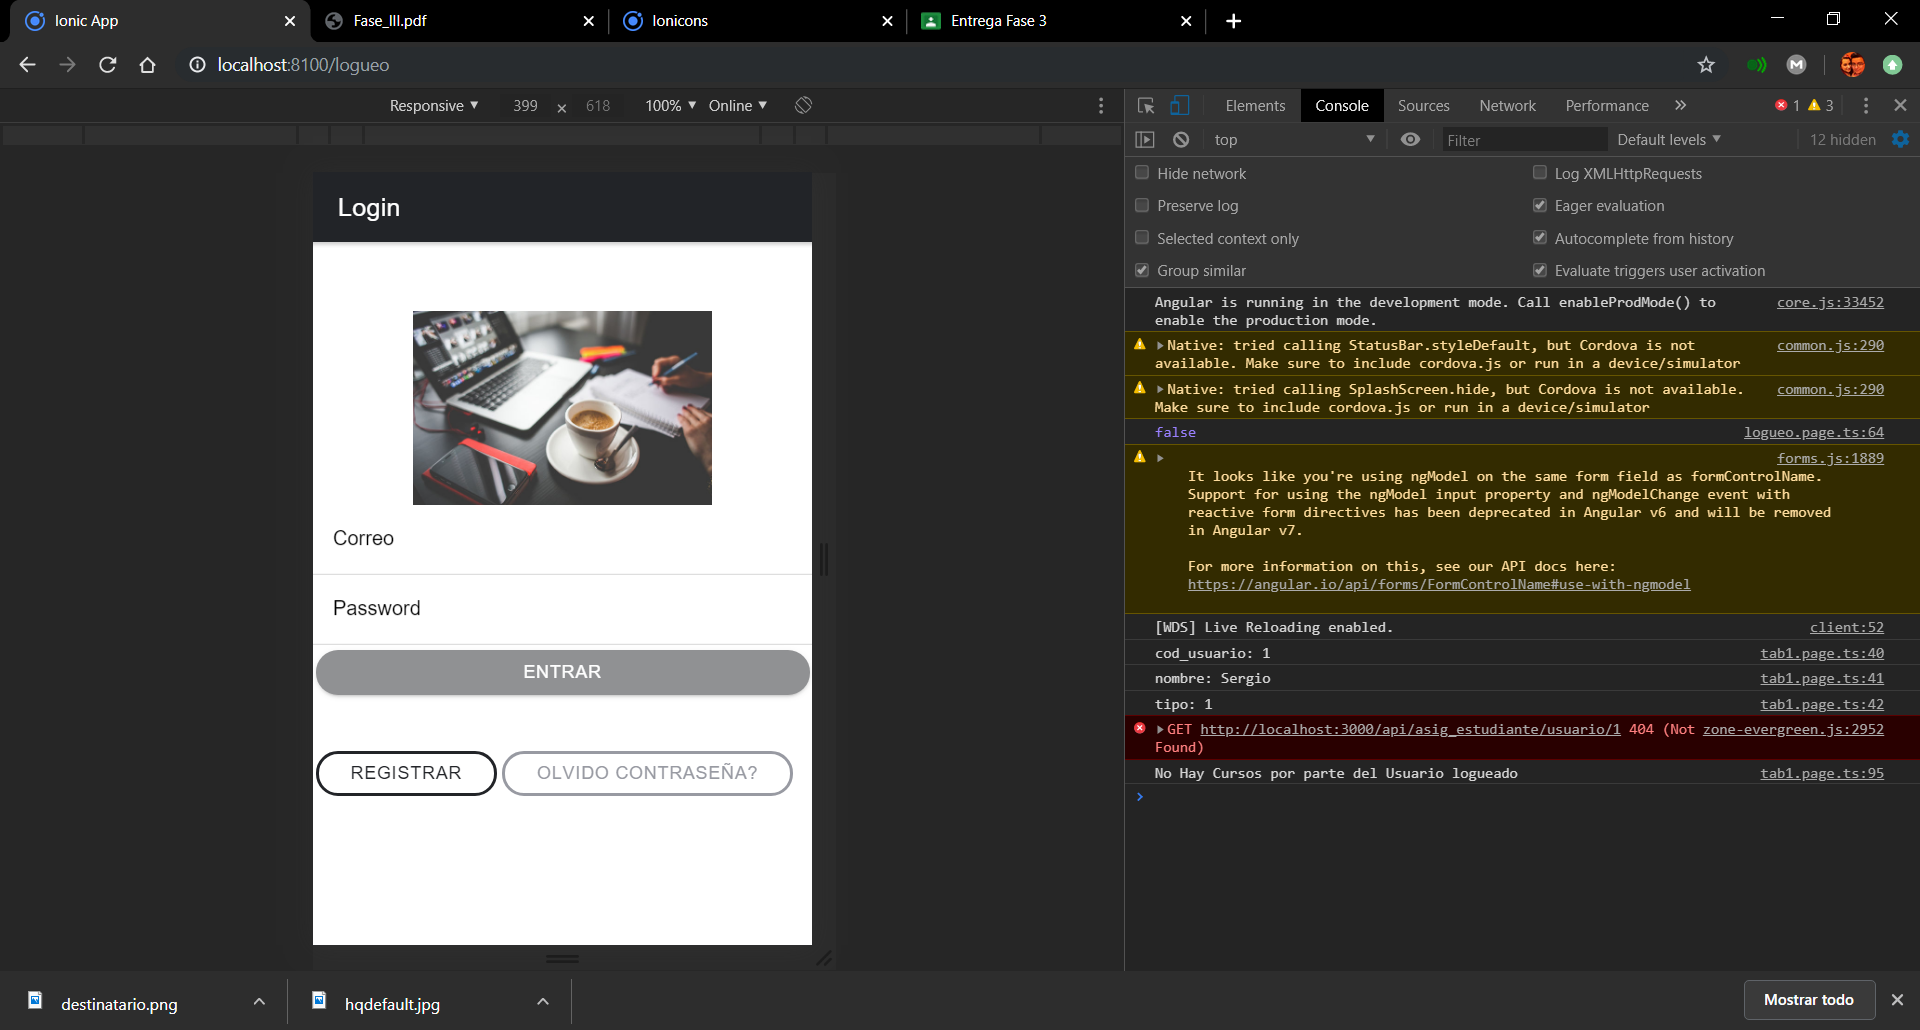 Ionic App
Fase_III.pdf
Ionicons
Entrega Fase 3
localhost:8100/logueo
Responsive ▼ 399 × 618 100% ▼ Online ▼
Elements Console Sources Network Performance » 1 3
top ▼ Filter Default levels ▼ 12 hidden
Hide network Log XMLHttpRequests
Preserve log Eager evaluation
Selected context only Autocomplete from history
Group similar Evaluate triggers user activation
Login
Correo
Password
ENTRAR
REGISTRAR OLVIDO CONTRASEÑA?
Angular is running in the development mode. Call enableProdMode() to core.js:33452
enable the production mode.
Native: tried calling StatusBar.styleDefault, but Cordova is not common.js:290
available. Make sure to include cordova.js or run in a device/simulator
Native: tried calling SplashScreen.hide, but Cordova is not available. common.js:290
Make sure to include cordova.js or run in a device/simulator
false logueo.page.ts:64
forms.js:1889
It looks like you're using ngModel on the same form field as formControlName.
Support for using the ngModel input property and ngModelChange event with
reactive form directives has been deprecated in Angular v6 and will be removed
in Angular v7.
For more information on this, see our API docs here:
https://angular.io/api/forms/FormControlName#use-with-ngmodel
[WDS] Live Reloading enabled. client:52
cod_usuario: 1 tab1.page.ts:40
nombre: Sergio tab1.page.ts:41
tipo: 1 tab1.page.ts:42
GET http://localhost:3000/api/asig_estudiante/usuario/1 404 (Not zone-evergreen.js:2952
Found)
No Hay Cursos por parte del Usuario logueado tab1.page.ts:95
destinatario.png
hqdefault.jpg
Mostrar todo